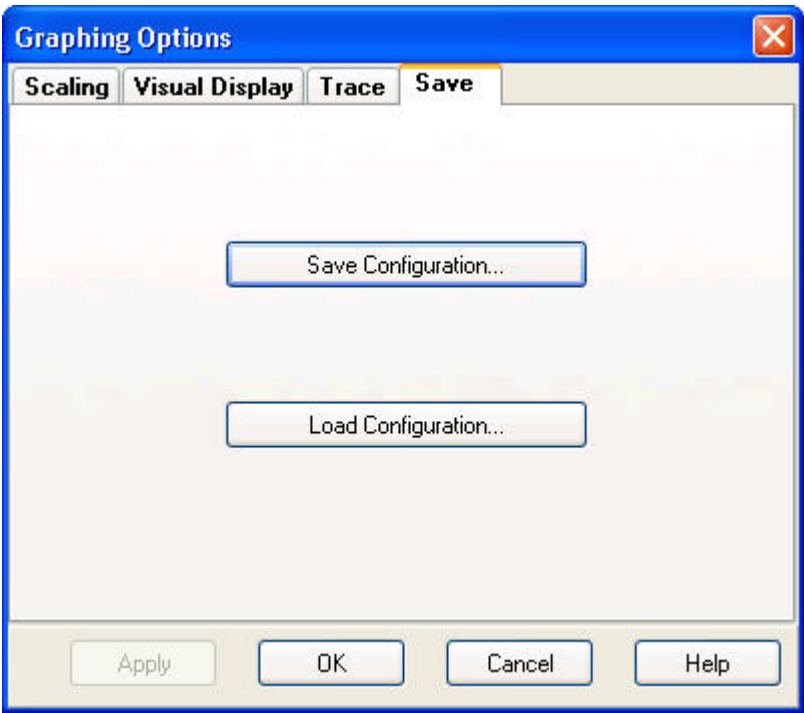 Graphing Options
Scaling Visual Display Trace Save
Save Configuration...
Load Configuration...
Apply OK Cancel Help